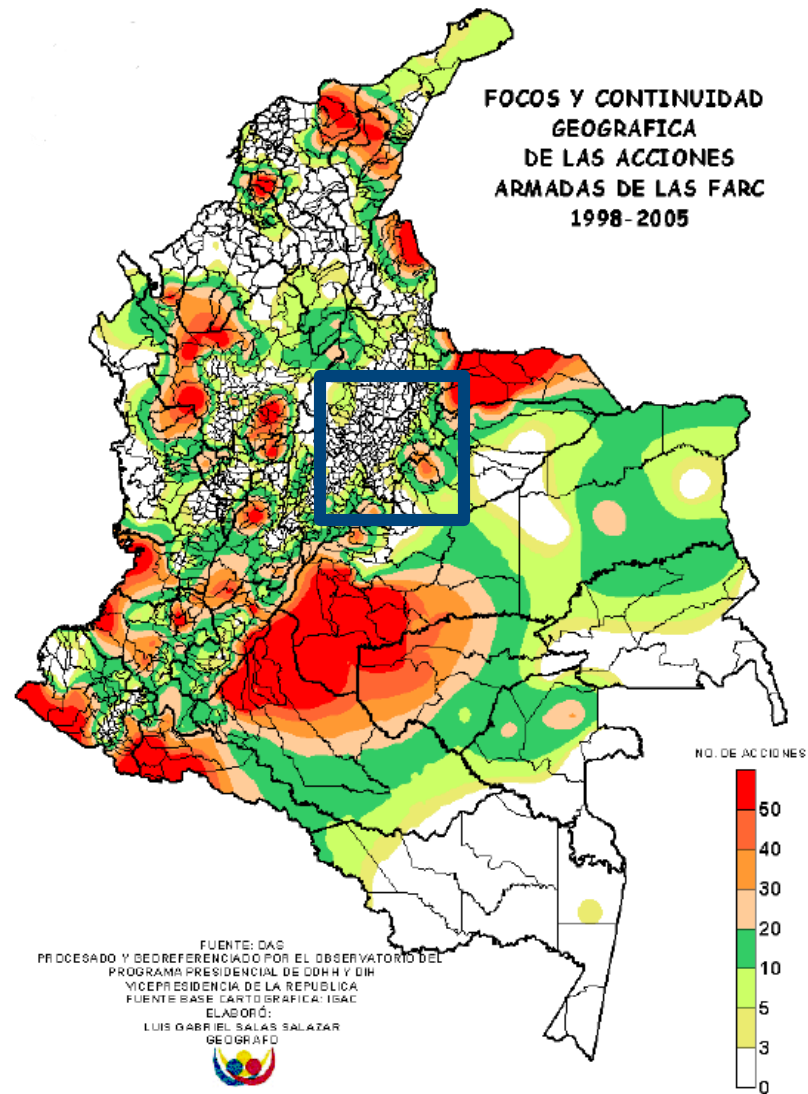 FOCOS Y CONTINUIDAD
GEOGRAFICA
DE LAS ACCIONES
ARMADAS DE LAS FARC
1998-2005
NO. DE ACCIONES
50
40
30
20
10
5
3
0
FUENTE: DAS
PROCESADO Y GEOREFERENCIADO POR EL OBSERVATORIO DEL
PROGRAMA PRESIDENCIAL DE DDHH Y DIH
VICEPRESIDENCIA DE LA REPUBLICA
FUENTE BASE CARTOGRAFICA: IGAC
ELABORÓ:
LUIS GABRIEL SALAS SALAZAR
GEOGRAFO